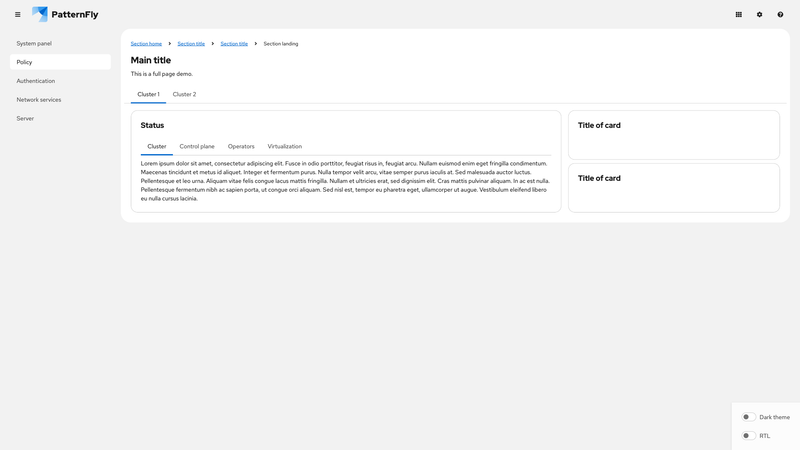 PatternFly
System panel
Policy
Authentication
Network services
Server
Section home > Section title > Section title > Section landing
Main title
This is a full page demo.
Cluster 1 Cluster 2
Status
Cluster Control plane Operators Virtualization
Lorem ipsum dolor sit amet, consectetur adipiscing elit. Fusce in odio porttitor, feugiat risus in, feugiat arcu. Nullam euismod enim eget fringilla condimentum.
Maecenas tincidunt et metus id aliquet. Integer et fermentum purus. Nulla tempor velit arcu, vitae semper purus iaculis at. Sed malesuada auctor luctus.
Pellentesque et leo urna. Aliquam vitae felis congue lacus mattis fringilla. Nullam et ultricies erat, sed dignissim elit. Cras mattis pulvinar aliquam. In ac est nulla.
Pellentesque fermentum nibh ac sapien porta, ut congue orci aliquam. Sed nisl est, tempor eu pharetra eget, ullamcorper ut augue. Vestibulum eleifend libero
eu nulla cursus lacinia.
Title of card
Title of card
Dark theme
RTL